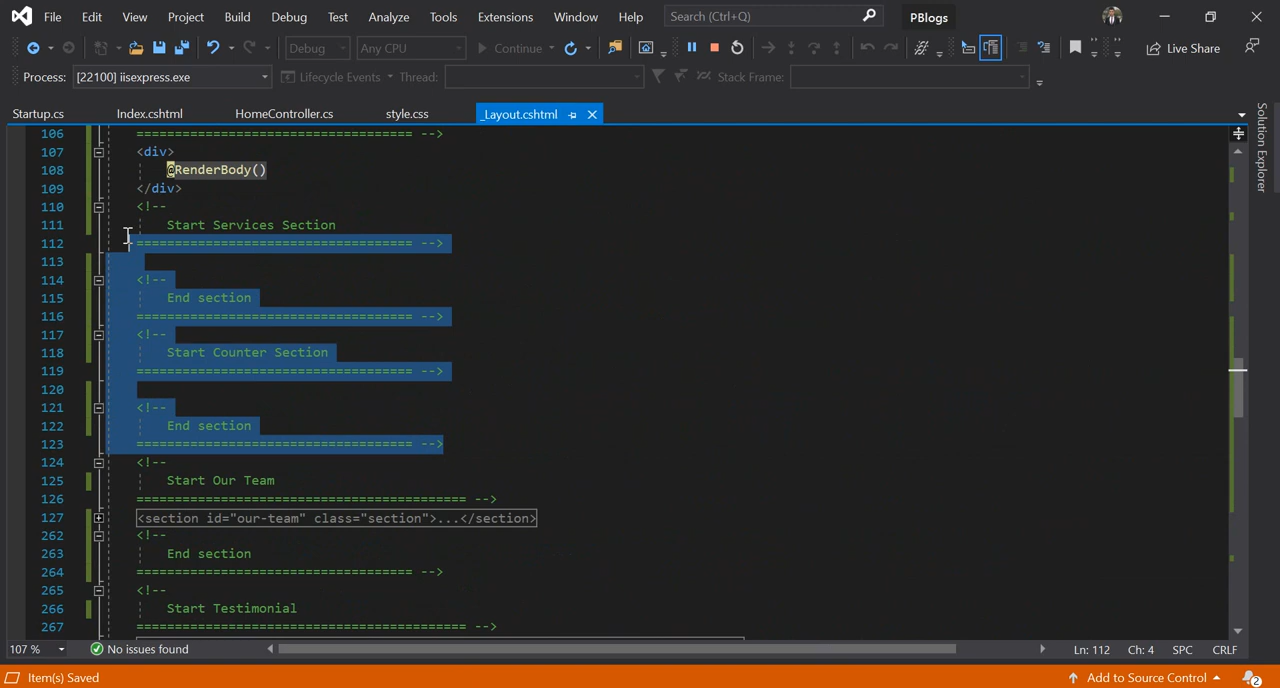 File Edit View Project Build Debug Test Analyze Tools Extensions Window Help Search (Ctrl+Q) PBlogs
Debug Any CPU Continue Live Share
Process: [22100] iisexpress.exe Lifecycle Events Thread: Stack Frame:
Startup.cs Index.cshtml HomeController.cs style.css _Layout.cshtml
Solution Explorer
106 ================================== -->
107 <div>
108 @RenderBody()
109 </div>
110 <!--
111 Start Services Section
112 ================================== -->
113
114 <!--
115 End section
116 ================================== -->
117 <!--
118 Start Counter Section
119 ================================== -->
120
121 <!--
122 End section
123 ================================== -->
124 <!--
125 Start Our Team
126 ========================================= -->
127 <section id="our-team" class="section">...</section>
262 <!--
263 End section
264 ================================== -->
265 <!--
266 Start Testimonial
267 ========================================= -->
107 % No issues found Ln: 112 Ch: 4 SPC CRLF
Item(s) Saved Add to Source Control 2